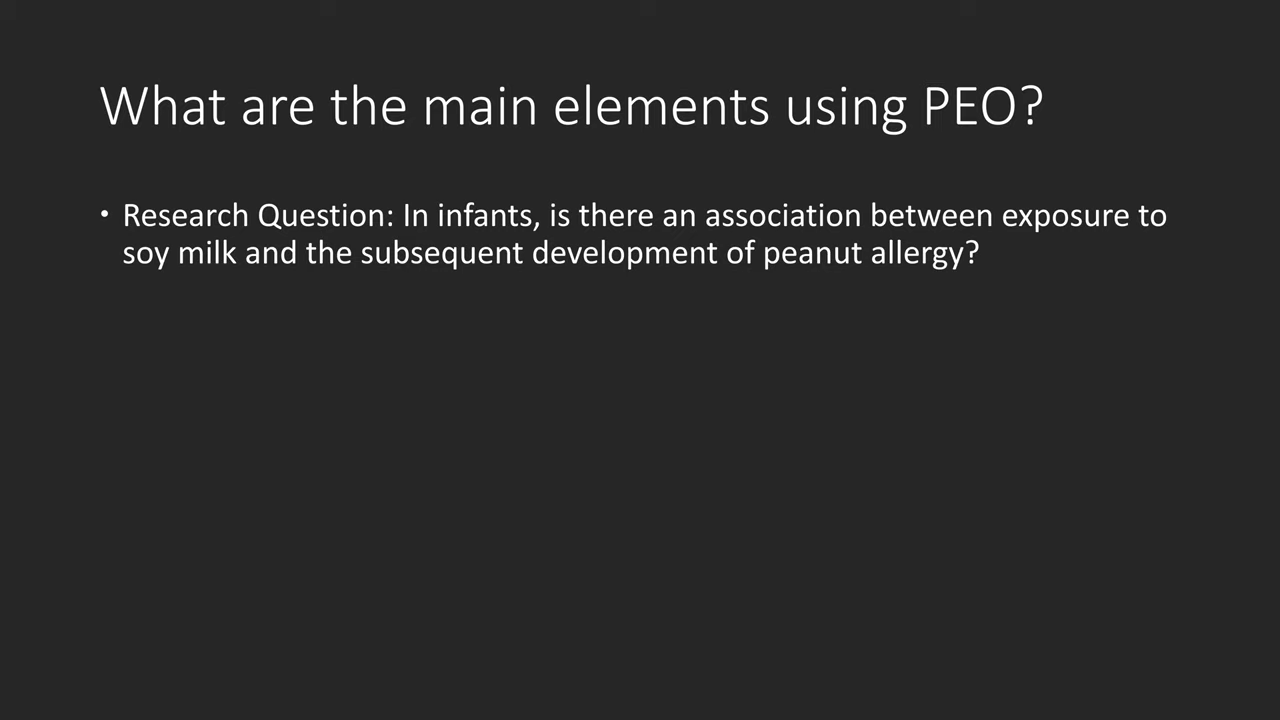 What are the main elements using PEO?
• Research Question: In infants, is there an association between exposure to
soy milk and the subsequent development of peanut allergy?